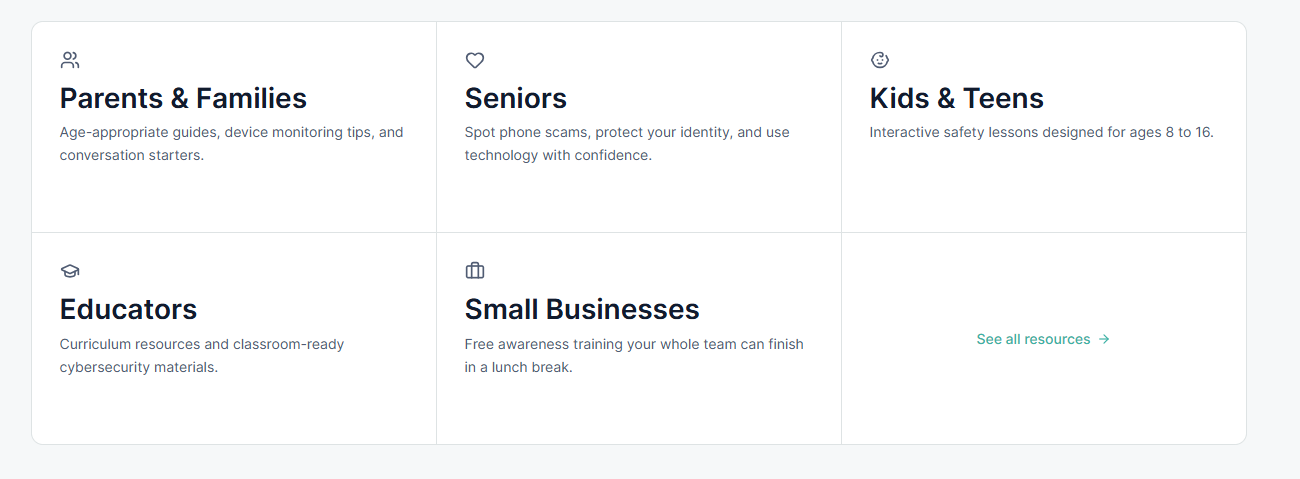 Parents & Families
Age-appropriate guides, device monitoring tips, and
conversation starters.
Seniors
Spot phone scams, protect your identity, and use
technology with confidence.
Kids & Teens
Interactive safety lessons designed for ages 8 to 16.
Educators
Curriculum resources and classroom-ready
cybersecurity materials.
Small Businesses
Free awareness training your whole team can finish
in a lunch break.
See all resources →